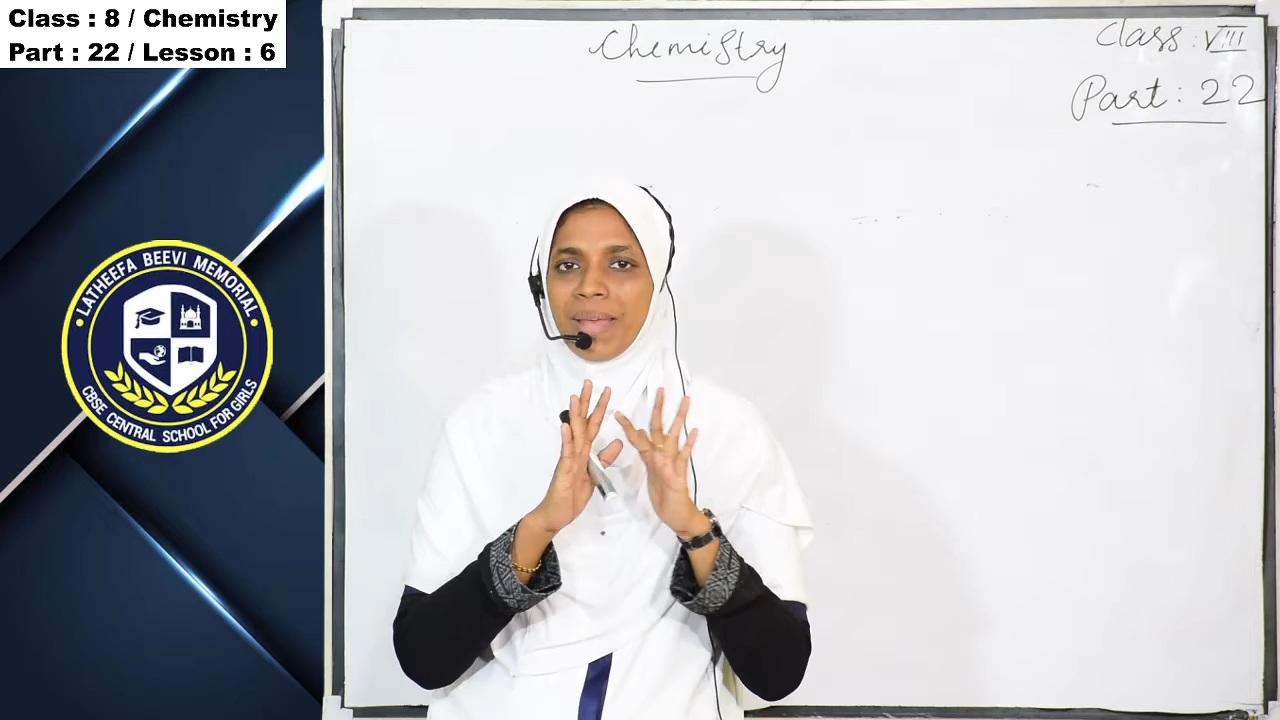 Class : 8 / Chemistry
Part : 22 / Lesson : 6
Chemistry
Class : VIII
Part : 22
LATHEEFA BEEVI MEMORIAL
CBSE CENTRAL SCHOOL FOR GIRLS